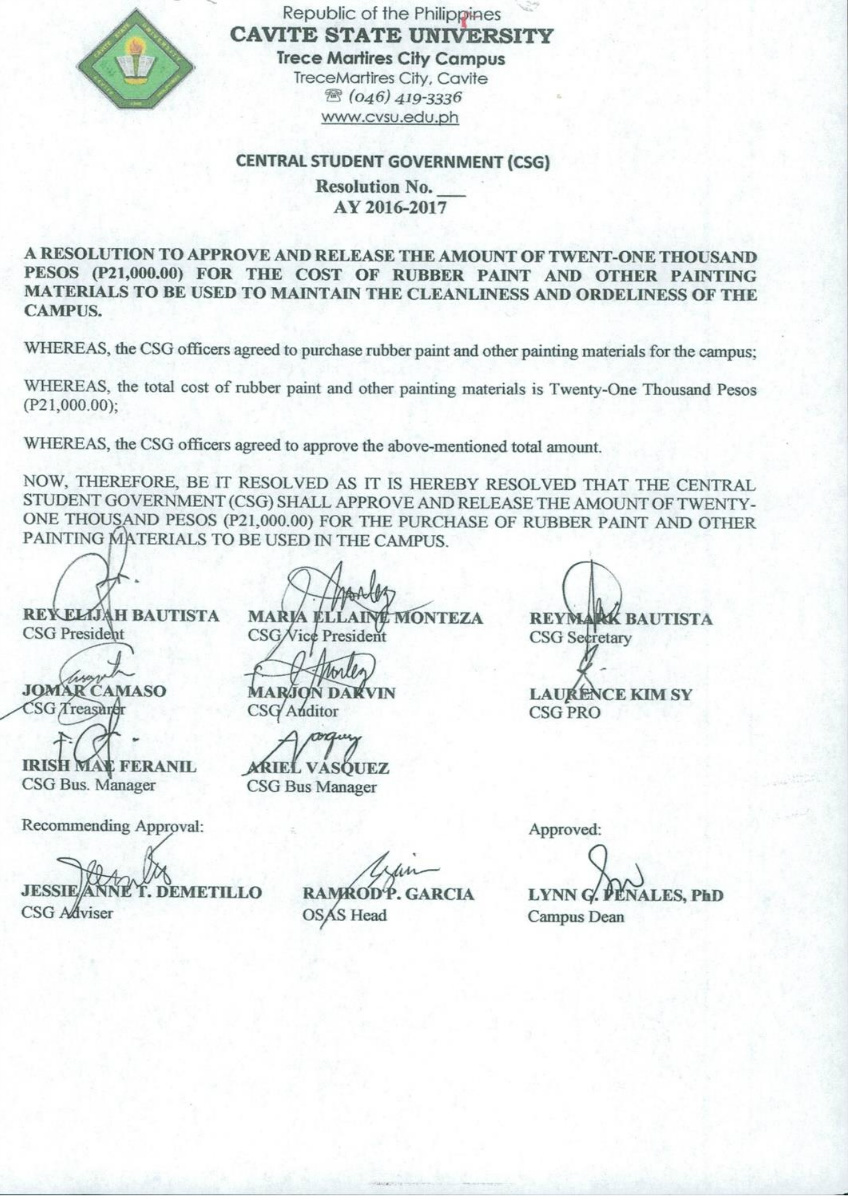 Republic of the Philippines
CAVITE STATE UNIVERSITY
Trece Martires City Campus
TreceMartires City, Cavite
☏ (046) 419-3336
www.cvsu.edu.ph
CENTRAL STUDENT GOVERNMENT (CSG)
Resolution No. ___
AY 2016-2017
A RESOLUTION TO APPROVE AND RELEASE THE AMOUNT OF TWENT-ONE THOUSAND
PESOS (P21,000.00) FOR THE COST OF RUBBER PAINT AND OTHER PAINTING
MATERIALS TO BE USED TO MAINTAIN THE CLEANLINESS AND ORDELINESS OF THE
CAMPUS.
WHEREAS, the CSG officers agreed to purchase rubber paint and other painting materials for the campus;
WHEREAS, the total cost of rubber paint and other painting materials is Twenty-One Thousand Pesos
(P21,000.00);
WHEREAS, the CSG officers agreed to approve the above-mentioned total amount.
NOW, THEREFORE, BE IT RESOLVED AS IT IS HEREBY RESOLVED THAT THE CENTRAL
STUDENT GOVERNMENT (CSG) SHALL APPROVE AND RELEASE THE AMOUNT OF TWENTY-
ONE THOUSAND PESOS (P21,000.00) FOR THE PURCHASE OF RUBBER PAINT AND OTHER
PAINTING MATERIALS TO BE USED IN THE CAMPUS.
REY ELIJAH BAUTISTA MARIA ELLAINE MONTEZA REYMARK BAUTISTA
CSG President CSG Vice President CSG Secretary
JOMAR CAMASO MARJON DARVIN LAURENCE KIM SY
CSG Treasurer CSG Auditor CSG PRO
IRISH MAE FERANIL ARIEL VASQUEZ
CSG Bus. Manager CSG Bus Manager
Recommending Approval: Approved:
JESSIE ANNE T. DEMETILLO RAMROD P. GARCIA LYNN G. PENALES, PhD
CSG Adviser OSAS Head Campus Dean